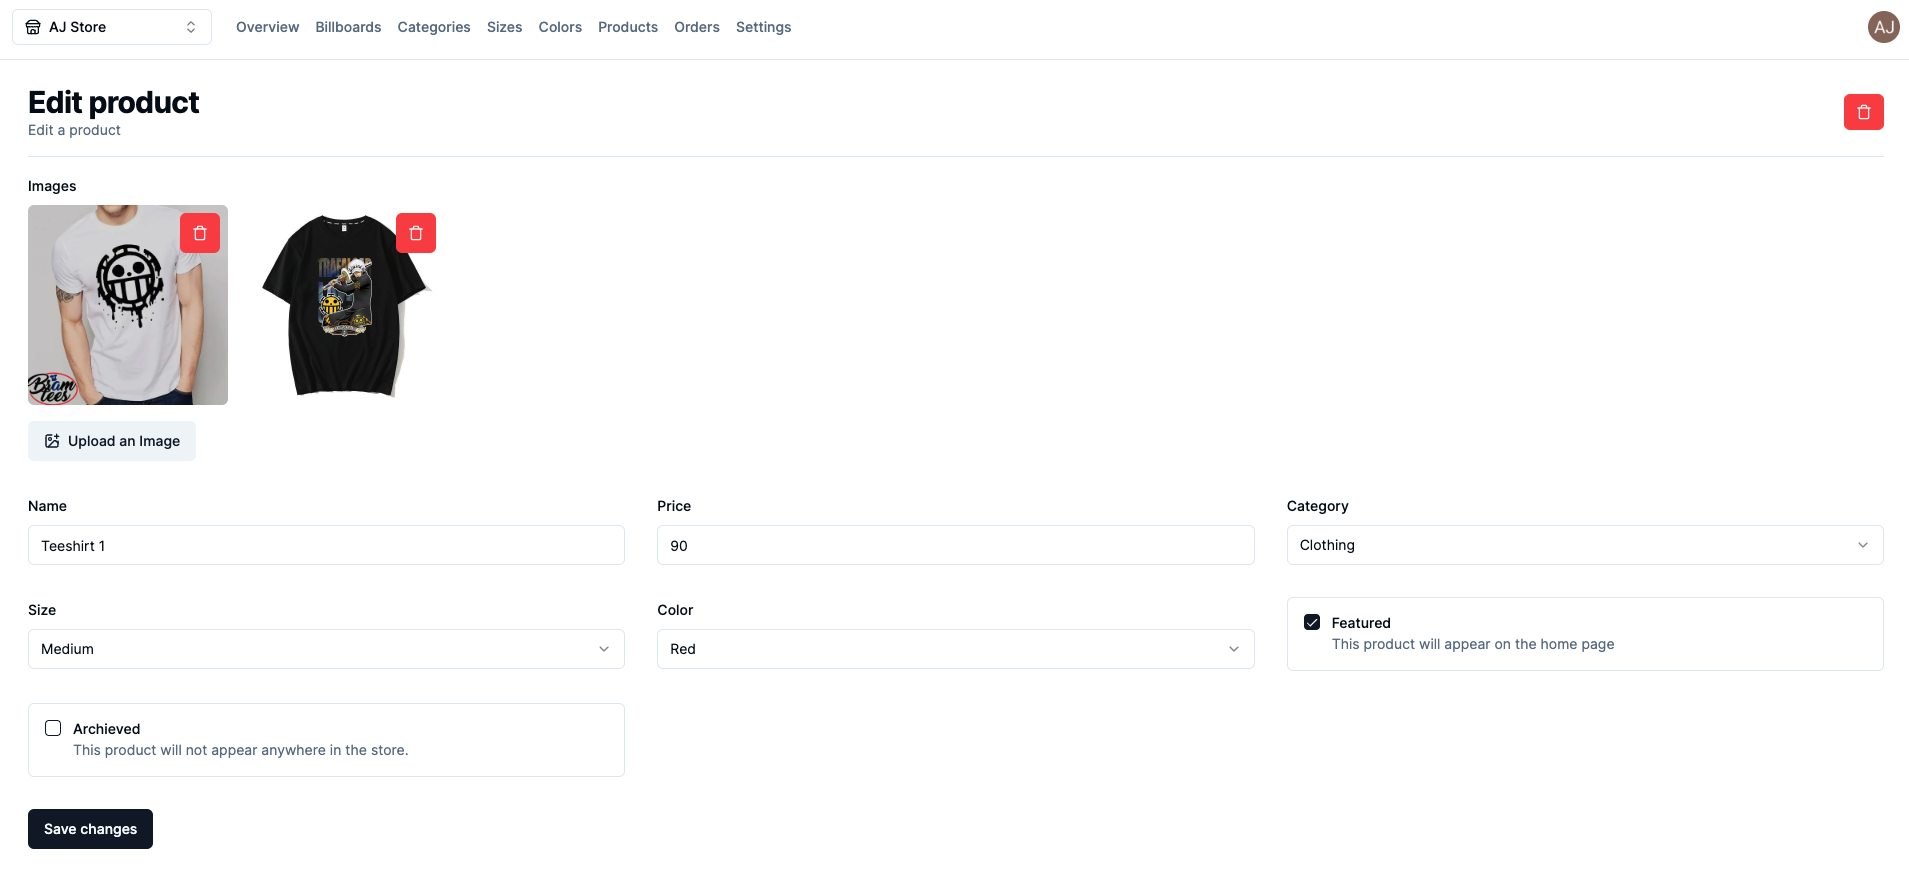 AJ Store
Overview Billboards Categories Sizes Colors Products Orders Settings
AJ
Edit product
Edit a product
Images
Bram
tees
Upload an Image
Name
Teeshirt 1
Price
90
Category
Clothing
Size
Medium
Color
Red
Featured
This product will appear on the home page
Archieved
This product will not appear anywhere in the store.
Save changes